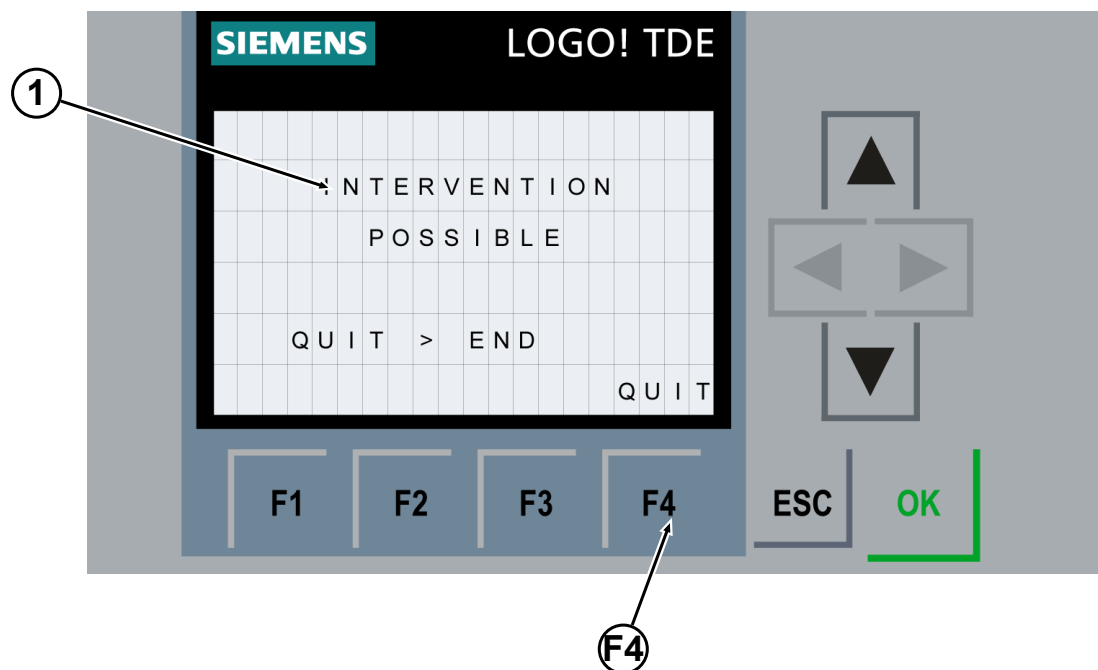 SIEMENS LOGO! TDE
1
INTERVENTION
POSSIBLE
QUIT > END
QUIT
F1 F2 F3 F4 ESC OK
F4